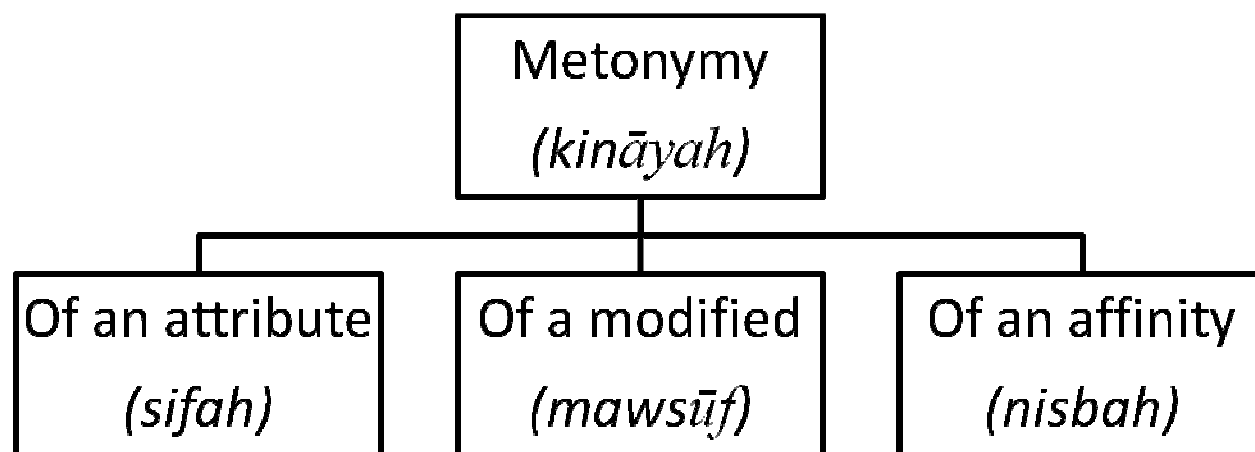 Metonymy
(kināyah)
Of an attribute
(sifah)
Of a modified
(mawsūf)
Of an affinity
(nisbah)